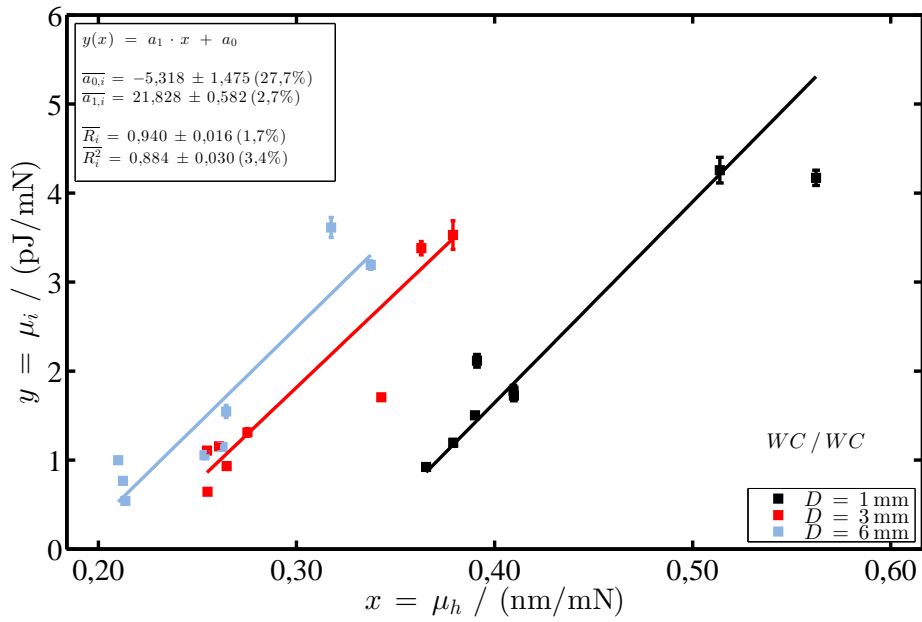 y(x) = a₁ · x + a₀
a̅₀,ᵢ = −5,318 ± 1,475 (27,7%)
a̅₁,ᵢ = 21,828 ± 0,582 (2,7%)
R̅ᵢ = 0,940 ± 0,016 (1,7%)
R̅ᵢ² = 0,884 ± 0,030 (3,4%)
6
5
4
3
2
1
0
y = μᵢ / (pJ/mN)
WC / WC
D = 1 mm
D = 3 mm
D = 6 mm
0,20 0,30 0,40 0,50 0,60
x = μₕ / (nm/mN)